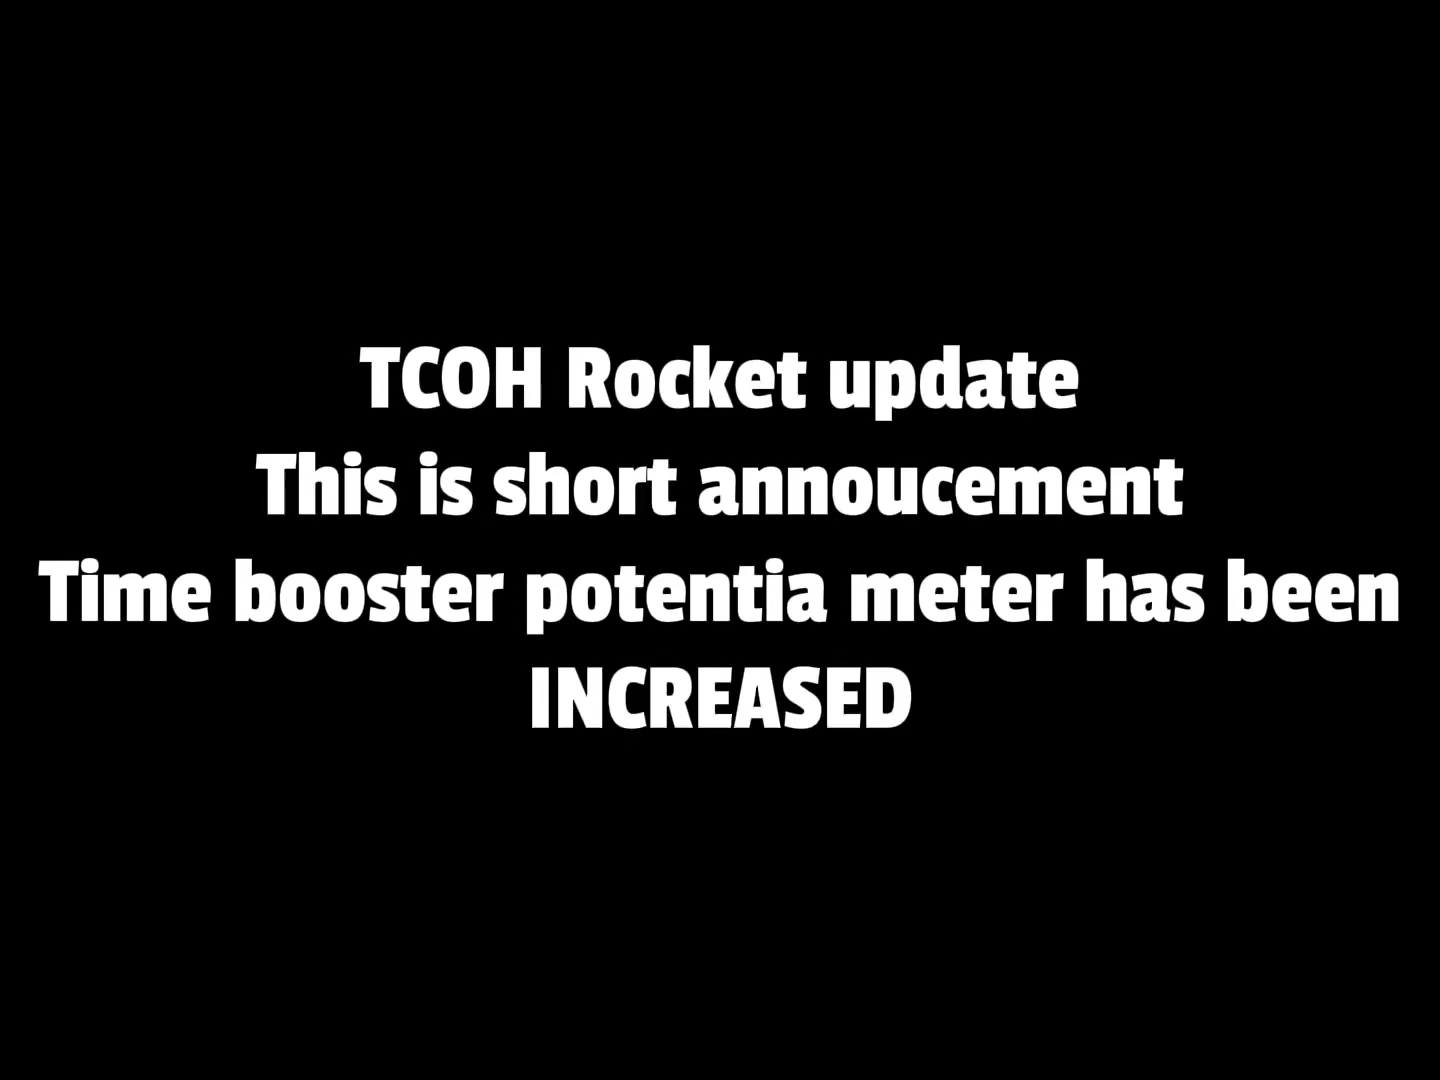 TCOH Rocket update
This is short annoucement
Time booster potentia meter has been
INCREASED